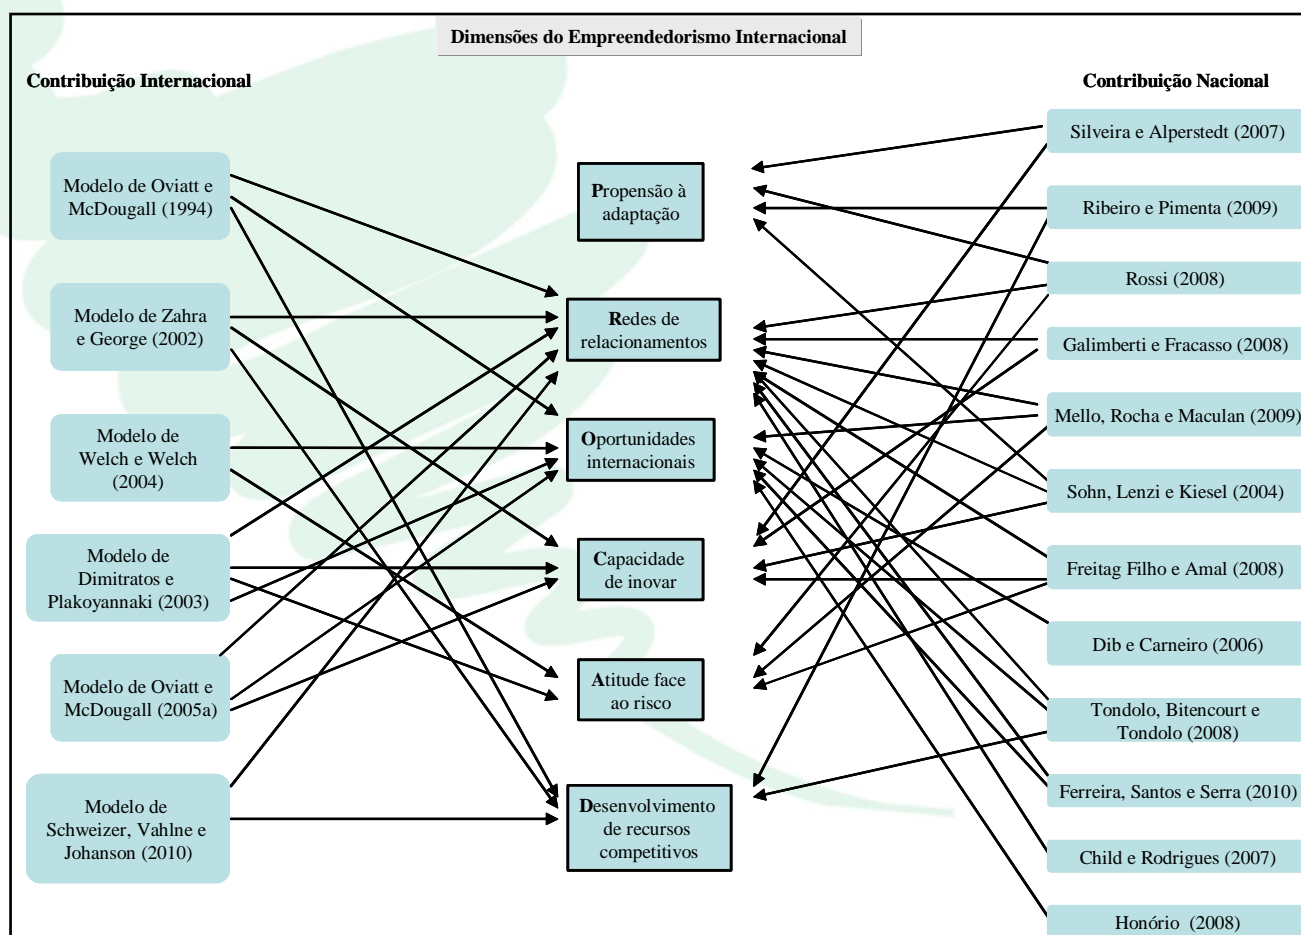 Dimensões do Empreendedorismo Internacional
Contribuição Internacional
Modelo de Oviatt e
McDougall (1994)
Modelo de Zahra
e George (2002)
Modelo de
Welch e Welch
(2004)
Modelo de
Dimitratos e
Plakoyannaki (2003)
Modelo de Oviatt e
McDougall (2005a)
Modelo de
Schweizer, Vahlne e
Johanson (2010)
Propensão à
adaptação
Redes de
relacionamentos
Oportunidades
internacionais
Capacidade
de inovar
Atitude face
ao risco
Desenvolvimento
de recursos
competitivos
Contribuição Nacional
Silveira e Alperstedt (2007)
Ribeiro e Pimenta (2009)
Rossi (2008)
Galimberti e Fracasso (2008)
Mello, Rocha e Maculan (2009)
Sohn, Lenzi e Kiesel (2004)
Freitag Filho e Amal (2008)
Dib e Carneiro (2006)
Tondolo, Bitencourt e
Tondolo (2008)
Ferreira, Santos e Serra (2010)
Child e Rodrigues (2007)
Honório (2008)